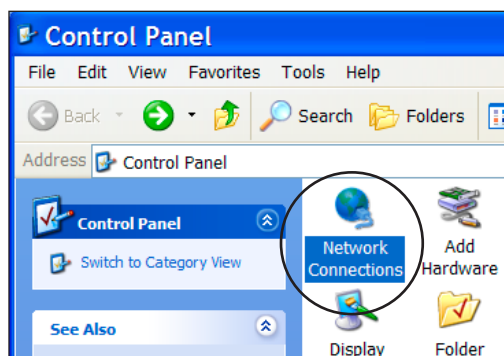 Control Panel
File Edit View Favorites Tools Help
Back Search Folders
Address Control Panel
Control Panel
Switch to Category View
See Also
Network Connections
Add Hardware
Display
Folder